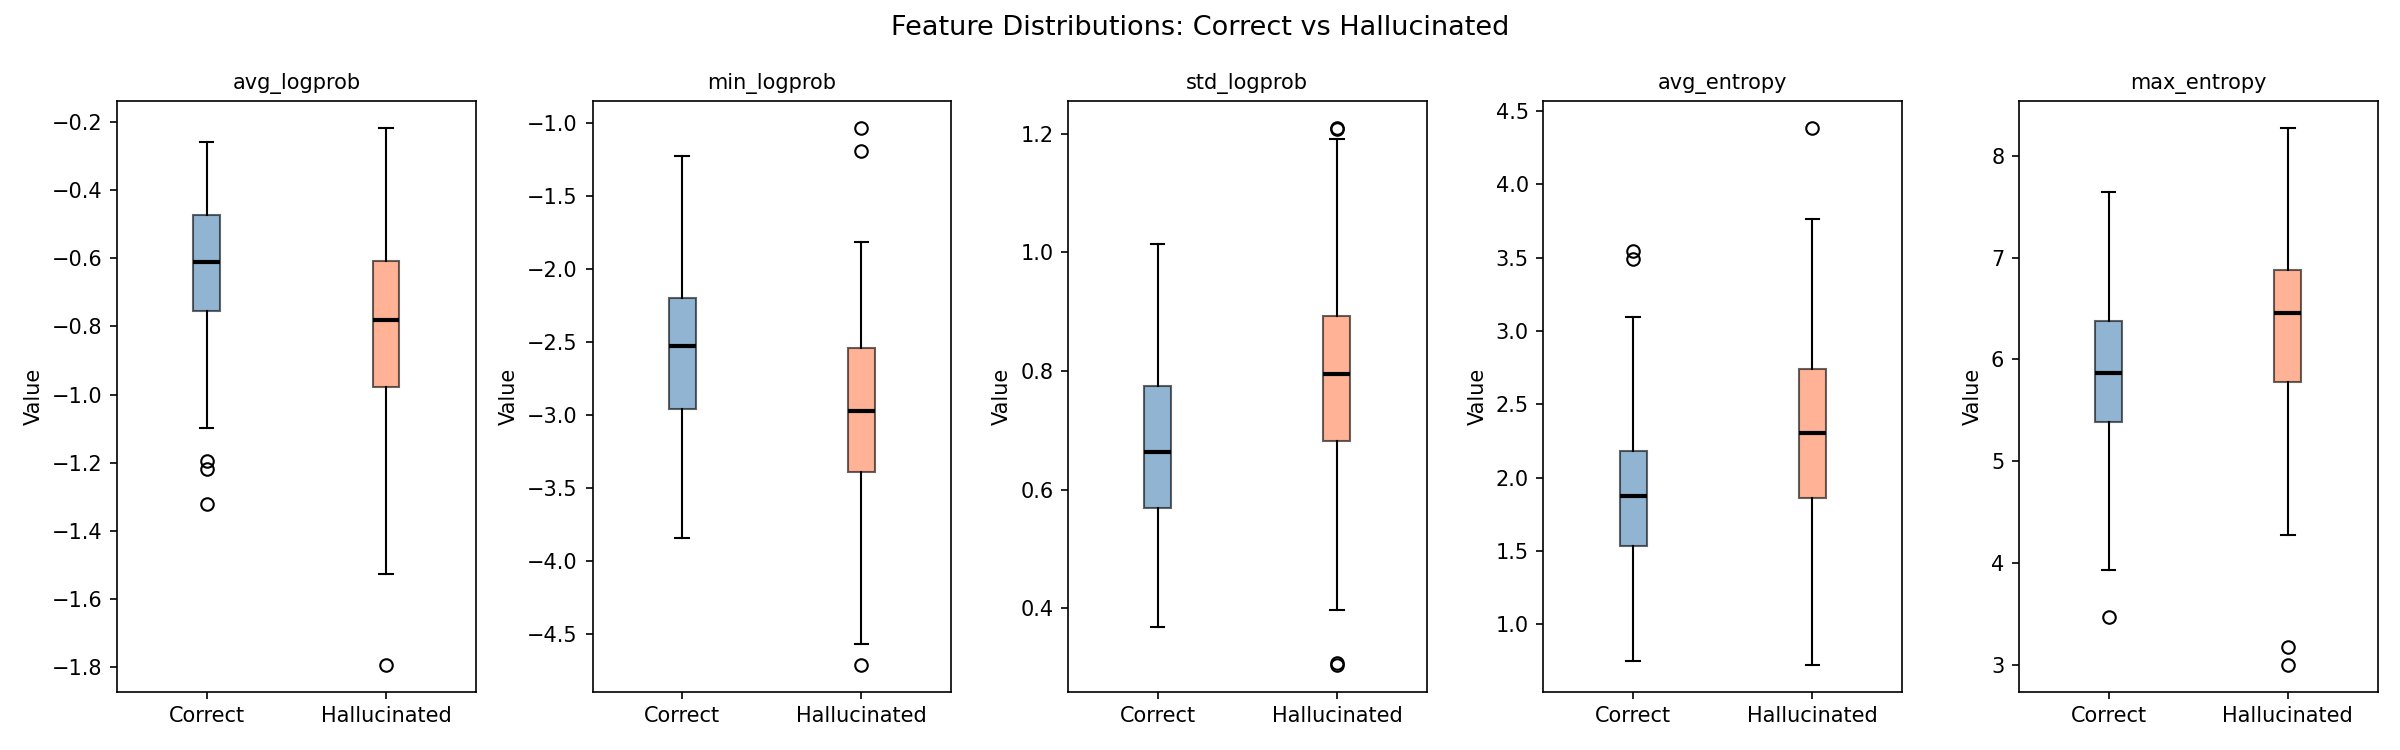 Feature Distributions: Correct vs Hallucinated
avg_logprob
Value
−0.2
−0.4
−0.6
−0.8
−1.0
−1.2
−1.4
−1.6
−1.8
Correct
Hallucinated
min_logprob
Value
−1.0
−1.5
−2.0
−2.5
−3.0
−3.5
−4.0
−4.5
Correct
Hallucinated
std_logprob
Value
1.2
1.0
0.8
0.6
0.4
Correct
Hallucinated
avg_entropy
Value
4.5
4.0
3.5
3.0
2.5
2.0
1.5
1.0
Correct
Hallucinated
max_entropy
Value
8
7
6
5
4
3
Correct
Hallucinated